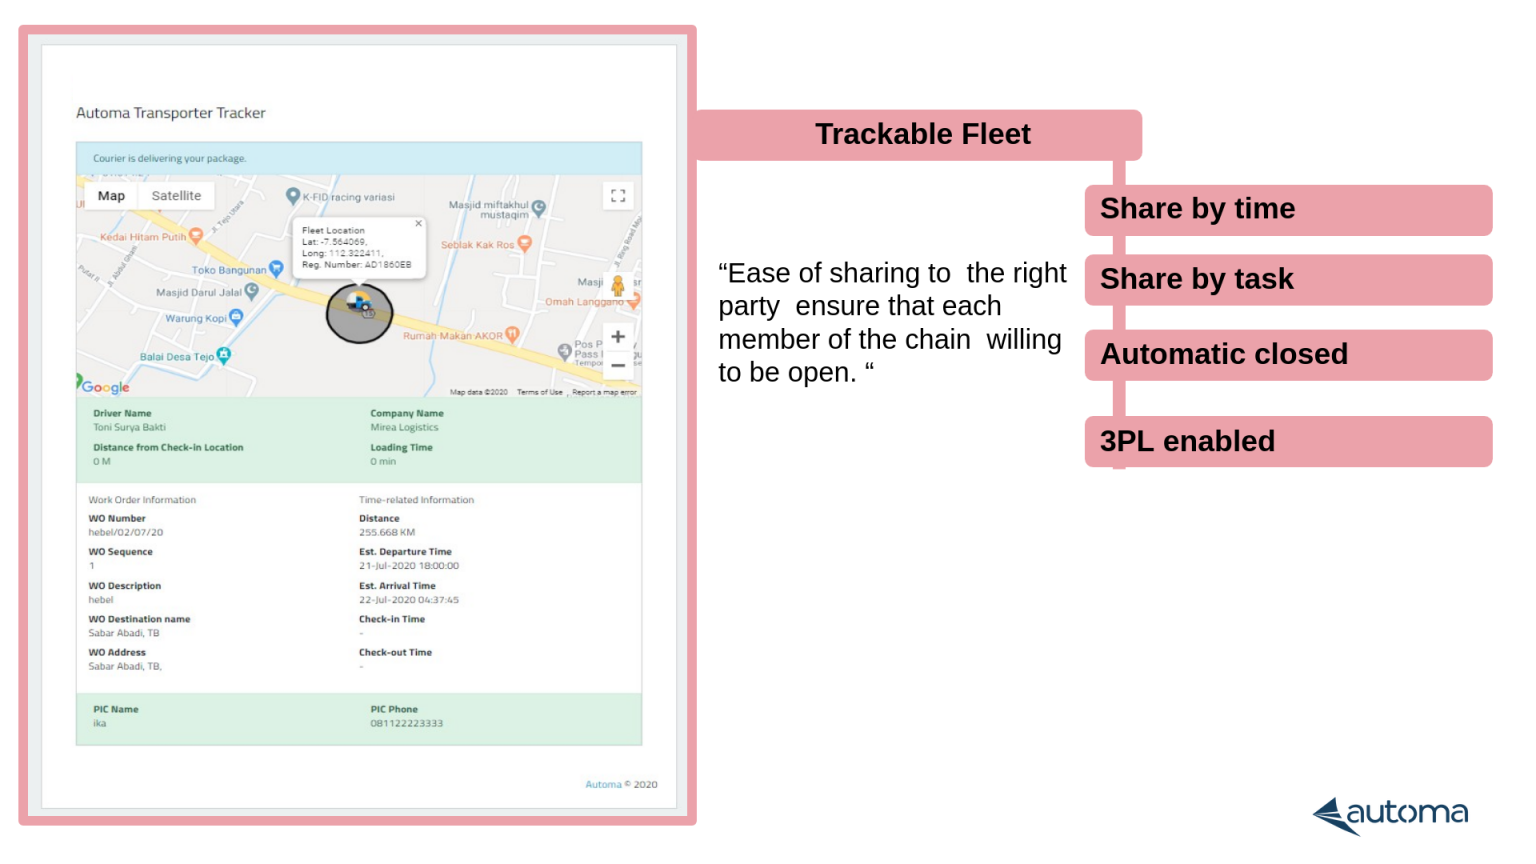 Automa Transporter Tracker
Courier is delivering your package.
Map
Satellite
K-FID racing variasi
Masjid miftakhul
mustaqim
Jl. Tejo Utara
Kedai Hitam Putih
Fleet Location
Lat: -7.564069,
Long: 112.322411,
Reg. Number: AD1860EB
Seblak Kak Ros
Toko Bangunan
Masjid Darul Jalal
Masji
Omah Langgano
Warung Kopi
Rumah Makan AKOR
Balai Desa Tejo
Pos P
Pass
Tempo
Google
Map data ©2020
Terms of Use
Report a map error
Driver Name
Toni Surya Bakti
Company Name
Mirea Logistics
Distance from Check-in Location
0 M
Loading Time
0 min
Work Order Information
WO Number
hebel/02/07/20
WO Sequence
1
WO Description
hebel
WO Destination name
Sabar Abadi, TB
WO Address
Sabar Abadi, TB,
Time-related Information
Distance
255.668 KM
Est. Departure Time
21-Jul-2020 18:00:00
Est. Arrival Time
22-Jul-2020 04:37:45
Check-in Time
-
Check-out Time
-
PIC Name
ika
PIC Phone
081122223333
Automa © 2020
Trackable Fleet
“Ease of sharing to  the right
party  ensure that each
member of the chain  willing
to be open. “
Share by time
Share by task
Automatic closed
3PL enabled
automa